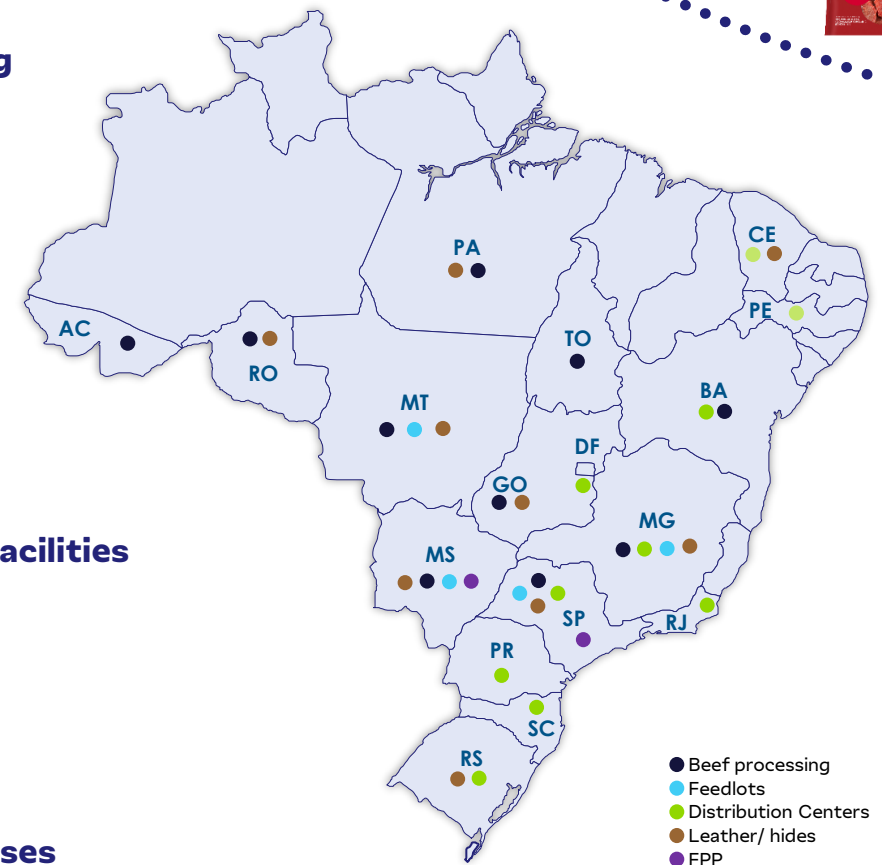 g
CE
PA
PE
AC
TO
RO
BA
MT
DF
GO
MG
acilities
MS
SP
RJ
PR
SC
RS
Beef processing
Feedlots
Distribution Centers
Leather/ hides
FPP
ses